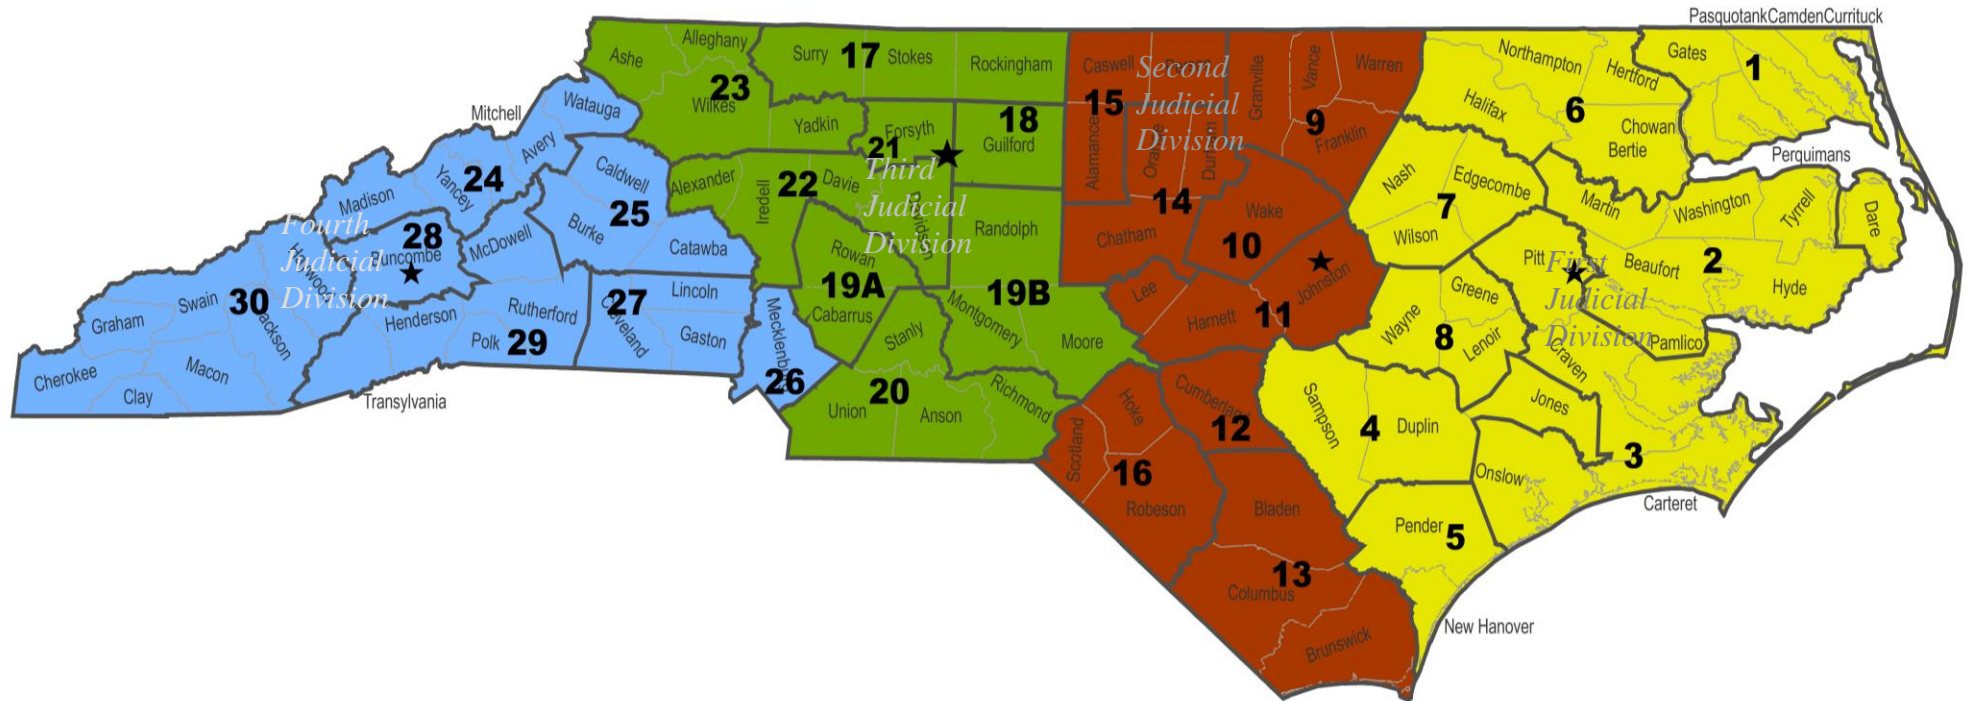 PasquotankCamdenCurrituck
Alleghany
Ashe
Surry
17
Stokes
Rockingham
Caswell
Second
Judicial
Division
Granville
Vance
Warren
Northampton
Hertford
Gates
1
23
Wilkes
Watauga
Mitchell
Yadkin
Forsyth
21
18
Guilford
15
Alamance
9
Franklin
Halifax
6
Chowan
Bertie
Perquimans
Avery
24
Yancey
Madison
Caldwell
25
Burke
Catawba
Alexander
22
Iredell
Davie
Third
Judicial
Division
Randolph
14
Chatham
Wake
10
Nash
Edgecombe
7
Wilson
Martin
Washington
Tyrrell
Dare
Fourth
Judicial
Division
28
McDowell
Rowan
19A
Cabarrus
19B
Montgomery
Moore
Lee
Harnett
11
Johnston
Pitt
First
Judicial
Division
Beaufort
2
Hyde
Pamlico
Craven
30
Swain
Graham
Cherokee
Clay
Macon
Henderson
Rutherford
Polk
29
Transylvania
27
Lincoln
Cleveland
Gaston
26
Stanly
Union
20
Anson
Richmond
Scotland
Hoke
Cumberland
12
16
Robeson
Bladen
13
Columbus
Brunswick
Wayne
8
Greene
Lenoir
Sampson
4
Duplin
Jones
Onslow
3
Carteret
Pender
5
New Hanover